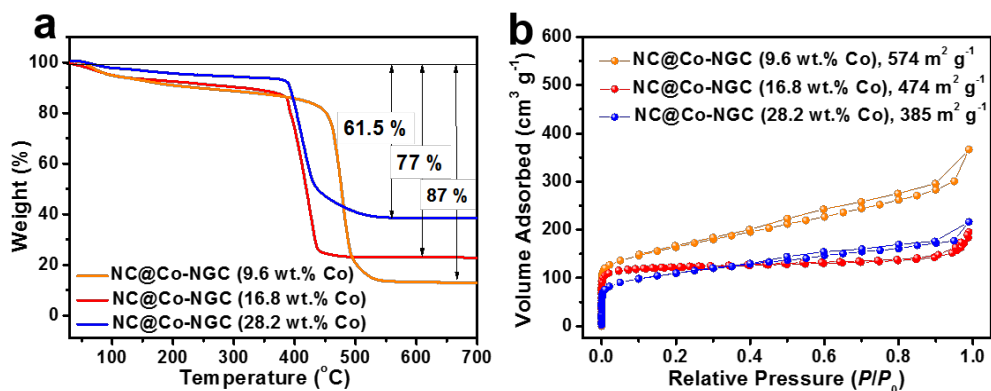 a
Weight (%)
100
80
60
40
20
0
61.5 %
77 %
87 %
NC@Co-NGC (9.6 wt.% Co)
NC@Co-NGC (16.8 wt.% Co)
NC@Co-NGC (28.2 wt.% Co)
100 200 300 400 500 600 700
Temperature (°C)
b
Volume Adsorbed (cm³ g⁻¹)
600
500
400
300
200
100
0
NC@Co-NGC (9.6 wt.% Co), 574 m² g⁻¹
NC@Co-NGC (16.8 wt.% Co), 474 m² g⁻¹
NC@Co-NGC (28.2 wt.% Co), 385 m² g⁻¹
0.0 0.2 0.4 0.6 0.8 1.0
Relative Pressure (P/P₀)